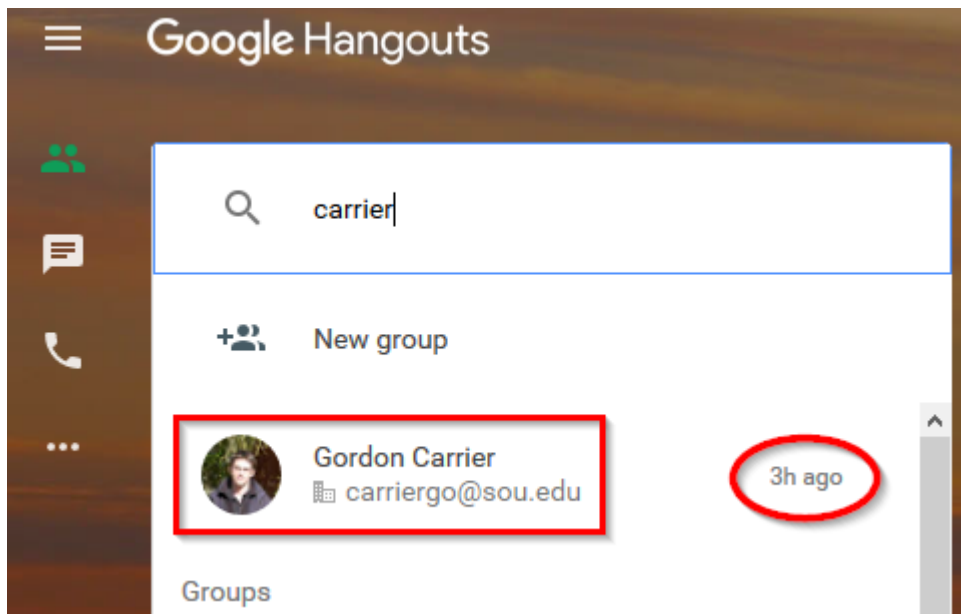 Google Hangouts
carrier
New group
Gordon Carrier
carriergo@sou.edu
3h ago
Groups